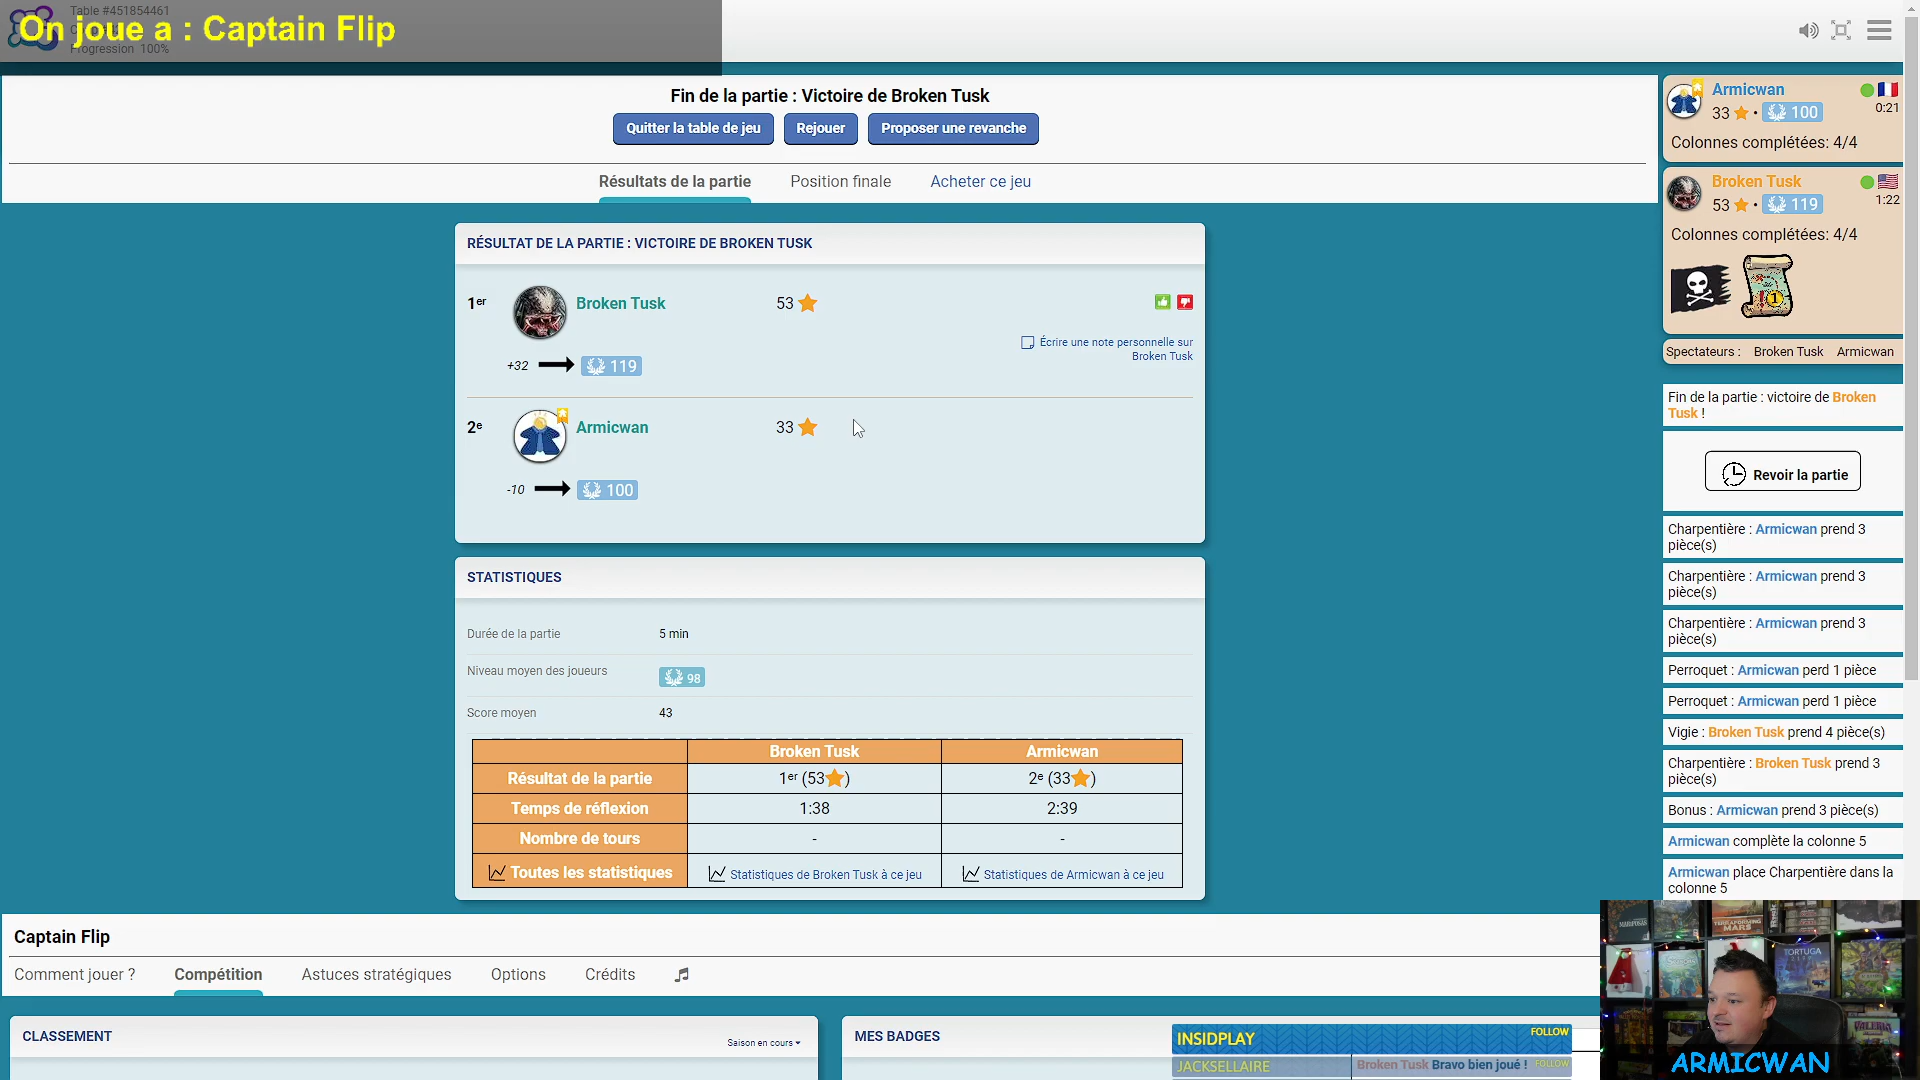 Table #451854461
On joue a : Captain Flip
Progression 100%
Fin de la partie : Victoire de Broken Tusk
Quitter la table de jeu
Rejouer
Proposer une revanche
Résultats de la partie
Position finale
Acheter ce jeu
RÉSULTAT DE LA PARTIE : VICTOIRE DE BROKEN TUSK
1er
Broken Tusk
53
Écrire une note personnelle sur
Broken Tusk
+32
119
2e
Armicwan
33
-10
100
STATISTIQUES
Durée de la partie
5 min
Niveau moyen des joueurs
98
Score moyen
43
Broken Tusk
Armicwan
Résultat de la partie
1er (53)
2e (33)
Temps de réflexion
1:38
2:39
Nombre de tours
-
-
Toutes les statistiques
Statistiques de Broken Tusk à ce jeu
Statistiques de Armicwan à ce jeu
Armicwan
0:21
33 • 100
Colonnes complétées: 4/4
Broken Tusk
1:22
53 • 119
Colonnes complétées: 4/4
1
Spectateurs : Broken Tusk Armicwan
Fin de la partie : victoire de Broken
Tusk !
Revoir la partie
Charpentière : Armicwan prend 3
pièce(s)
Charpentière : Armicwan prend 3
pièce(s)
Charpentière : Armicwan prend 3
pièce(s)
Perroquet : Armicwan perd 1 pièce
Perroquet : Armicwan perd 1 pièce
Vigie : Broken Tusk prend 4 pièce(s)
Charpentière : Broken Tusk prend 3
pièce(s)
Bonus : Armicwan prend 3 pièce(s)
Armicwan complète la colonne 5
Armicwan place Charpentière dans la
colonne 5
Captain Flip
Comment jouer ?
Compétition
Astuces stratégiques
Options
Crédits
CLASSEMENT
Saison en cours
MES BADGES
INSIDPLAY
FOLLOW
JACKSELLAIRE
Broken Tusk Bravo bien joué !
FOLLOW
TERRAFORMING
MARS
TORTUGA
ARMICWAN